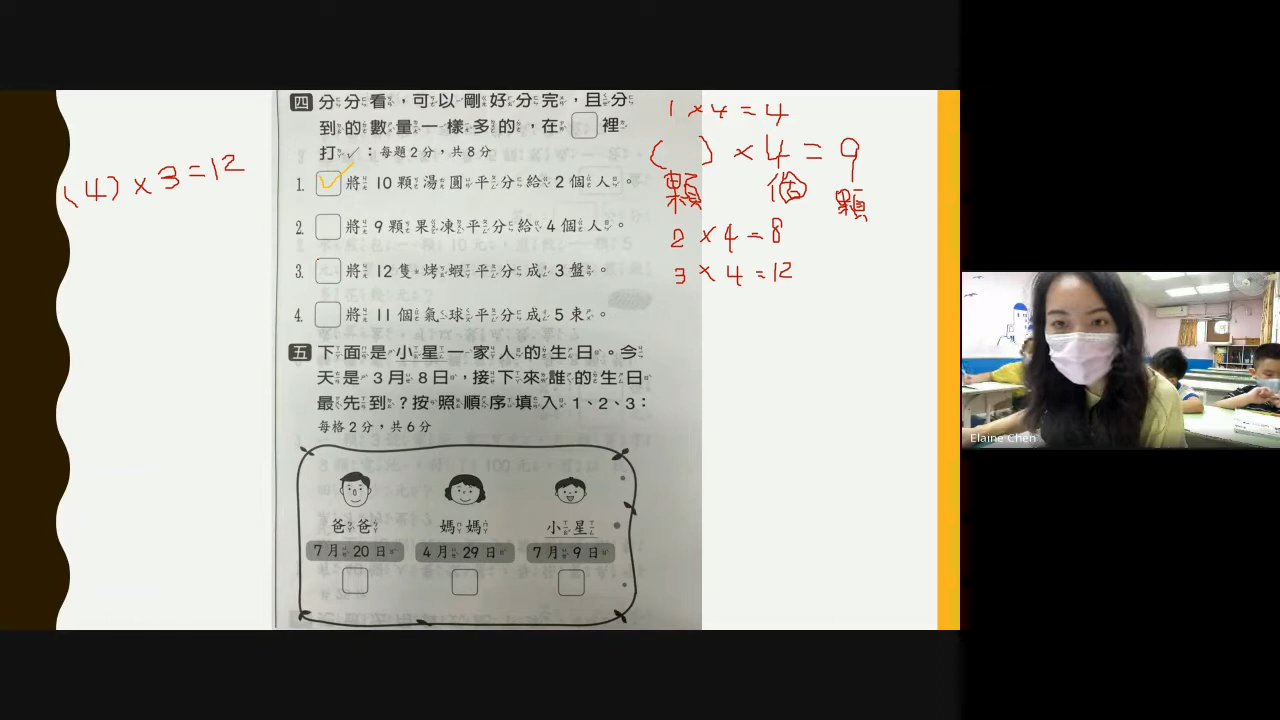 (4) × 3 = 12
四 分分看，可以剛好分完，且分
到的數量一樣多的，在□裡
打✓：每題2分，共8分
1. ✓ 將10顆湯圓平分給2個人。
2. □ 將9顆果凍平分給4個人。
3. □ 將12隻烤蝦平分成3盤。
4. □ 將11個氣球平分成5束。
五 下面是小星一家人的生日。今
天是3月8日，接下來誰的生日
最先到？按照順序填入1、2、3：
每格2分，共6分
爸爸 媽媽 小星
7月20日 4月29日 7月9日
1 × 4 = 4
( ) × 4 = 9
顆 個 顆
2 × 4 = 8
3 × 4 = 12
Elaine Chen